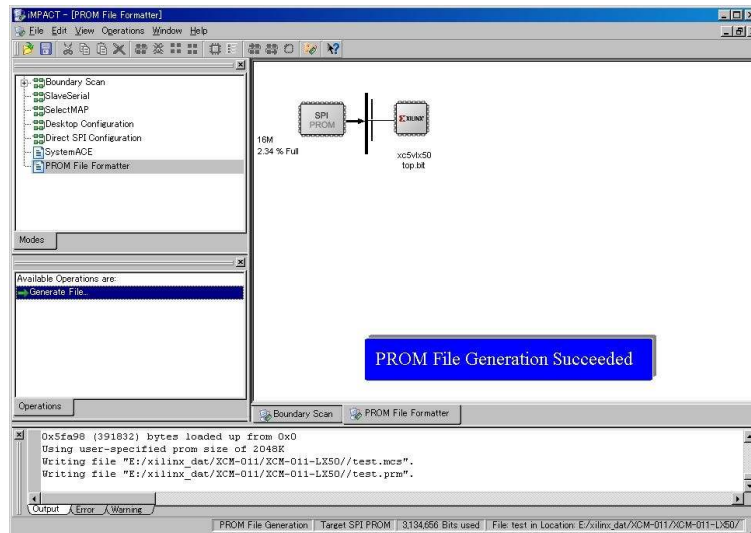 iMPACT - [PROM File Formatter]
File Edit View Operations Window Help
Boundary Scan
SlaveSerial
SelectMAP
Desktop Configuration
Direct SPI Configuration
SystemACE
PROM File Formatter
Modes
Available Operations are:
Generate File...
Operations
SPI
PROM
16M
2.34 % Full
XILINX
xc5vlx50
top.bit
PROM File Generation Succeeded
Boundary Scan
PROM File Formatter
0x5fa98 (391832) bytes loaded up from 0x0
Using user-specified prom size of 2048K
Writing file "E:/xilinx_dat/XCM-011/XCM-011-LX50//test.mcs".
Writing file "E:/xilinx_dat/XCM-011/XCM-011-LX50//test.prm".
Output Error Warning
PROM File Generation Target SPI PROM 3,134,656 Bits used File: test in Location: E:/xilinx_dat/XCM-011/XCM-011-LX50/